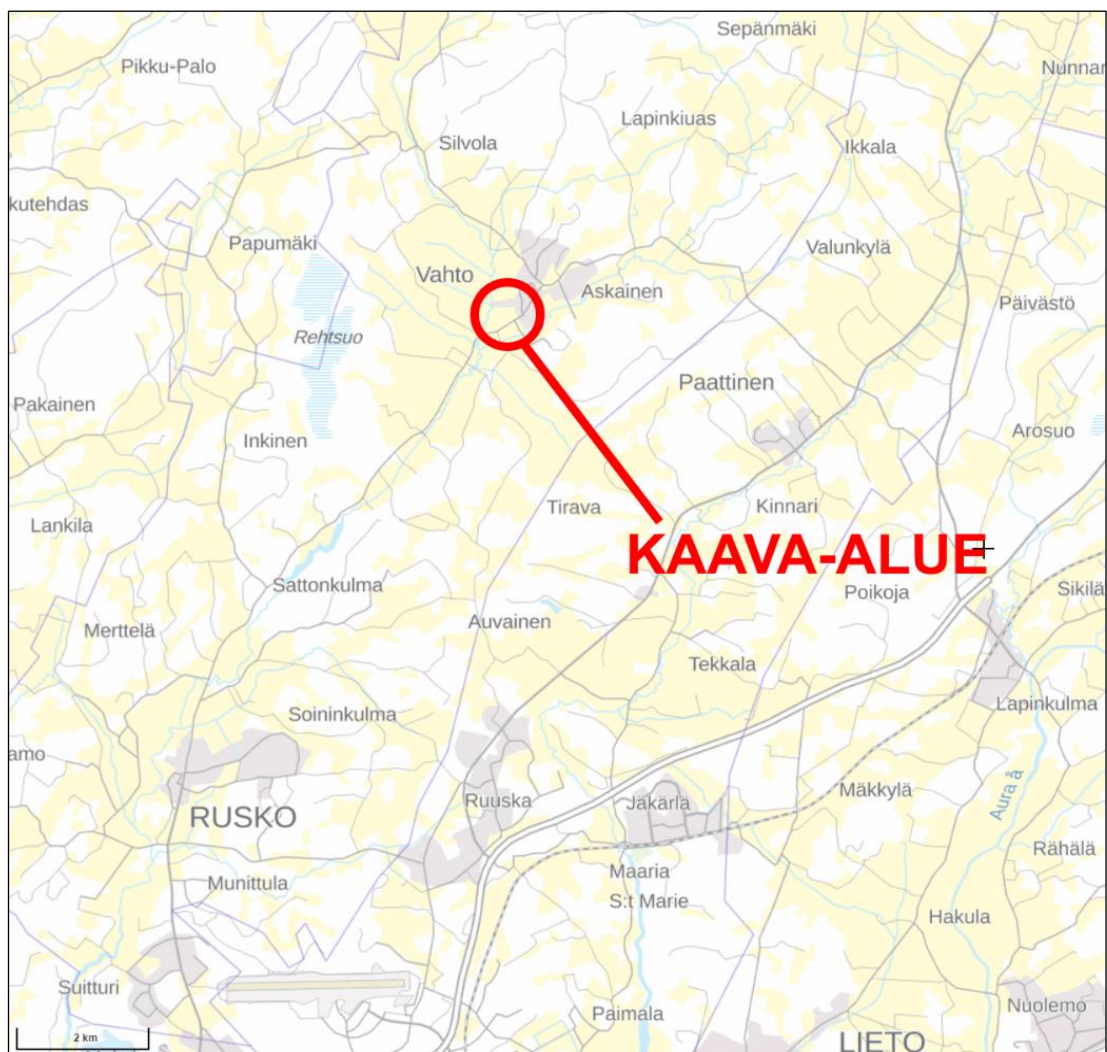 Sepänmäki
Pikku-Palo
Nunnar
Lapinkiuas
Silvola
Ikkala
kutehdas
Papumäki
Valunkylä
Vahto
Askainen
Päivästö
Rehtsuo
Paattinen
Pakainen
Arosuo
Inkinen
Kinnari
Tirava
Lankila
KAAVA-ALUE
Sattonkulma
Poikoja
Sikilä
Auvainen
Merttelä
Tekkala
Lapinkulma
Soininkulma
amo
Mäkkylä
Aura å
Ruuska
Jäkärlä
RUSKO
Rähälä
Maaria
Munittula
S:t Marie
Hakula
Suitturi
Nuolemo
Paimala
2 km
LIETO